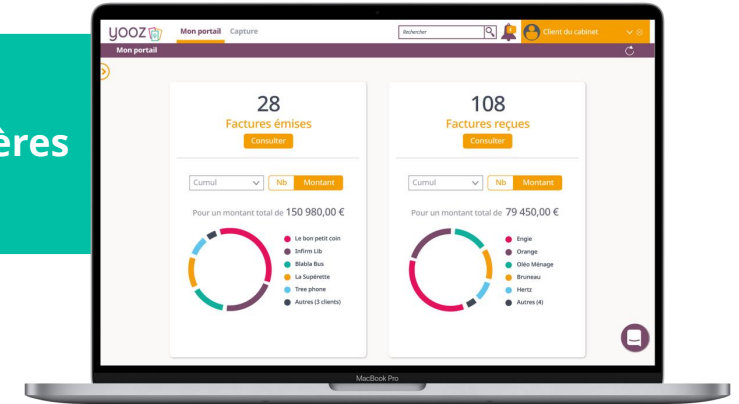 ères
yooz
Mon portail Capture
Rechercher
Client du cabinet
Mon portail
28
Factures émises
Consulter
Cumul
Nb Montant
Pour un montant total de 150 980,00 €
Le bon petit coin
Infirm Lib
Blabla Bus
La Supérette
Tree phone
Autres (3 clients)
108
Factures reçues
Consulter
Cumul
Nb Montant
Pour un montant total de 79 450,00 €
Engie
Orange
Oléo Ménage
Bruneau
Hertz
Autres (4)
MacBook Pro